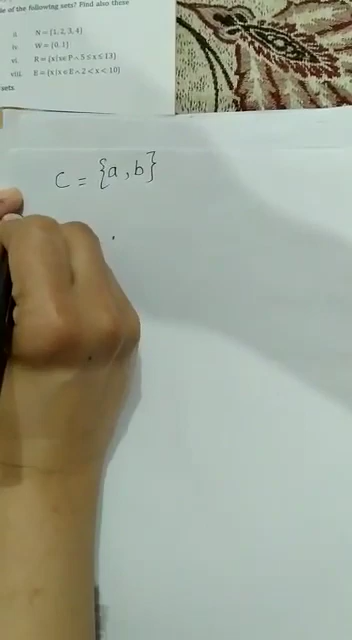 le of the following sets? Find also these
ii. N = {1, 2, 3, 4}
iv. W = {0, 1}
vi. R = {x|x∈P∧5≤x≤13}
viii. E = {x|x∈E∧2<x<10}
sets.
C = {a, b}